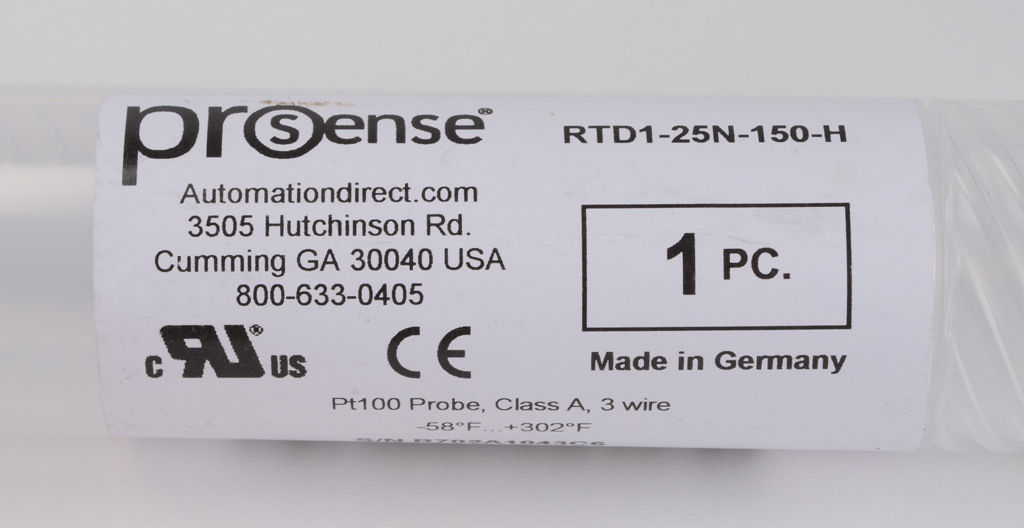 prosense®
Automationdirect.com
3505 Hutchinson Rd.
Cumming GA 30040 USA
800-633-0405
RTD1-25N-150-H
1 PC.
Made in Germany
c RU® US
CE
Pt100 Probe, Class A, 3 wire
-58°F...+302°F
S/N